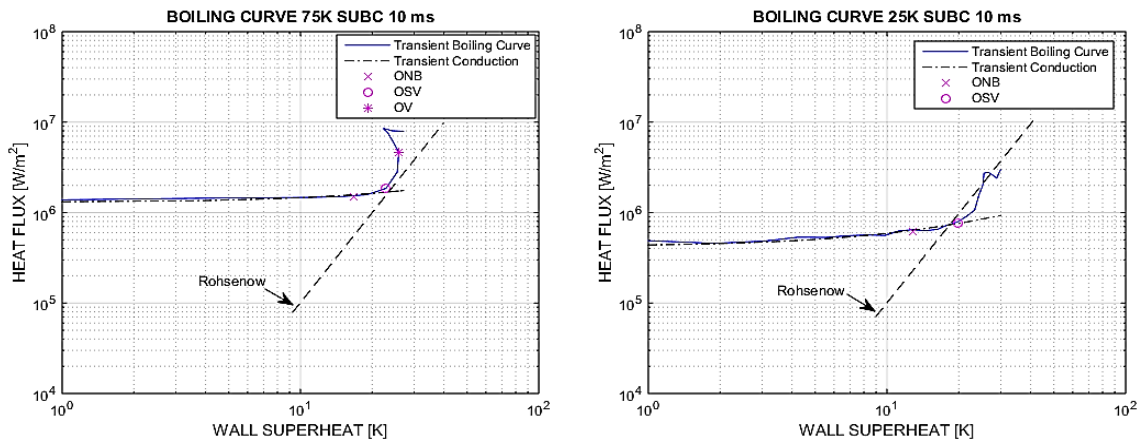 BOILING CURVE 75K SUBC 10 ms
10^8
10^7
10^6
10^5
10^4
HEAT FLUX [W/m^2]
Transient Boiling Curve
Transient Conduction
ONB
OSV
OV
Rohsenow
10^0
10^1
10^2
WALL SUPERHEAT [K]
BOILING CURVE 25K SUBC 10 ms
10^8
10^7
10^6
10^5
10^4
HEAT FLUX [W/m^2]
Transient Boiling Curve
Transient Conduction
ONB
OSV
Rohsenow
10^0
10^1
10^2
WALL SUPERHEAT [K]